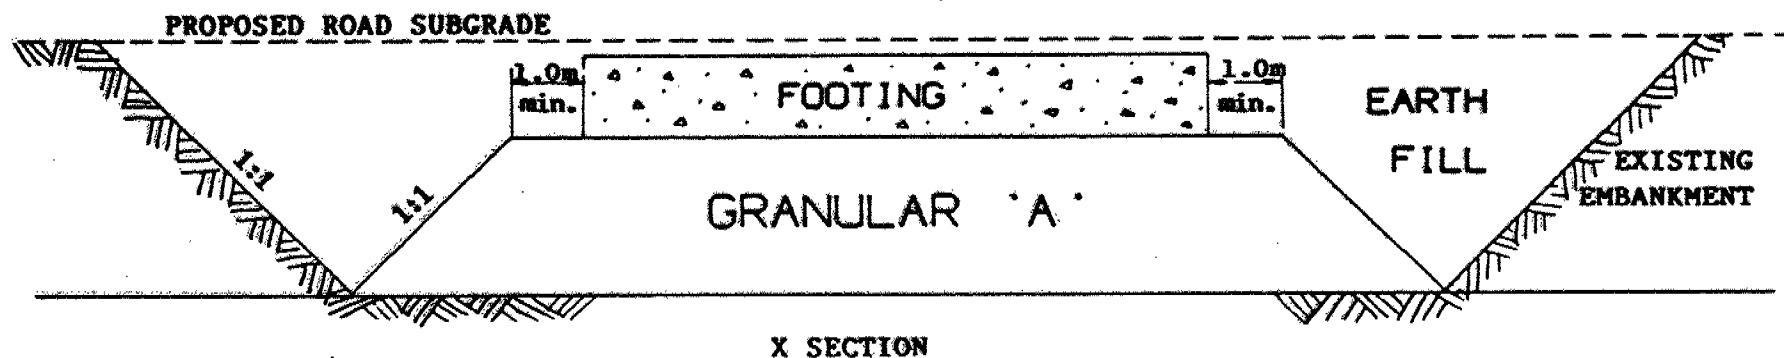 PROPOSED ROAD SUBGRADE
1.0m
min.
FOOTING
1.0m
min.
EARTH
FILL
1:1
1:1
EXISTING
EMBANKMENT
GRANULAR 'A'
X SECTION